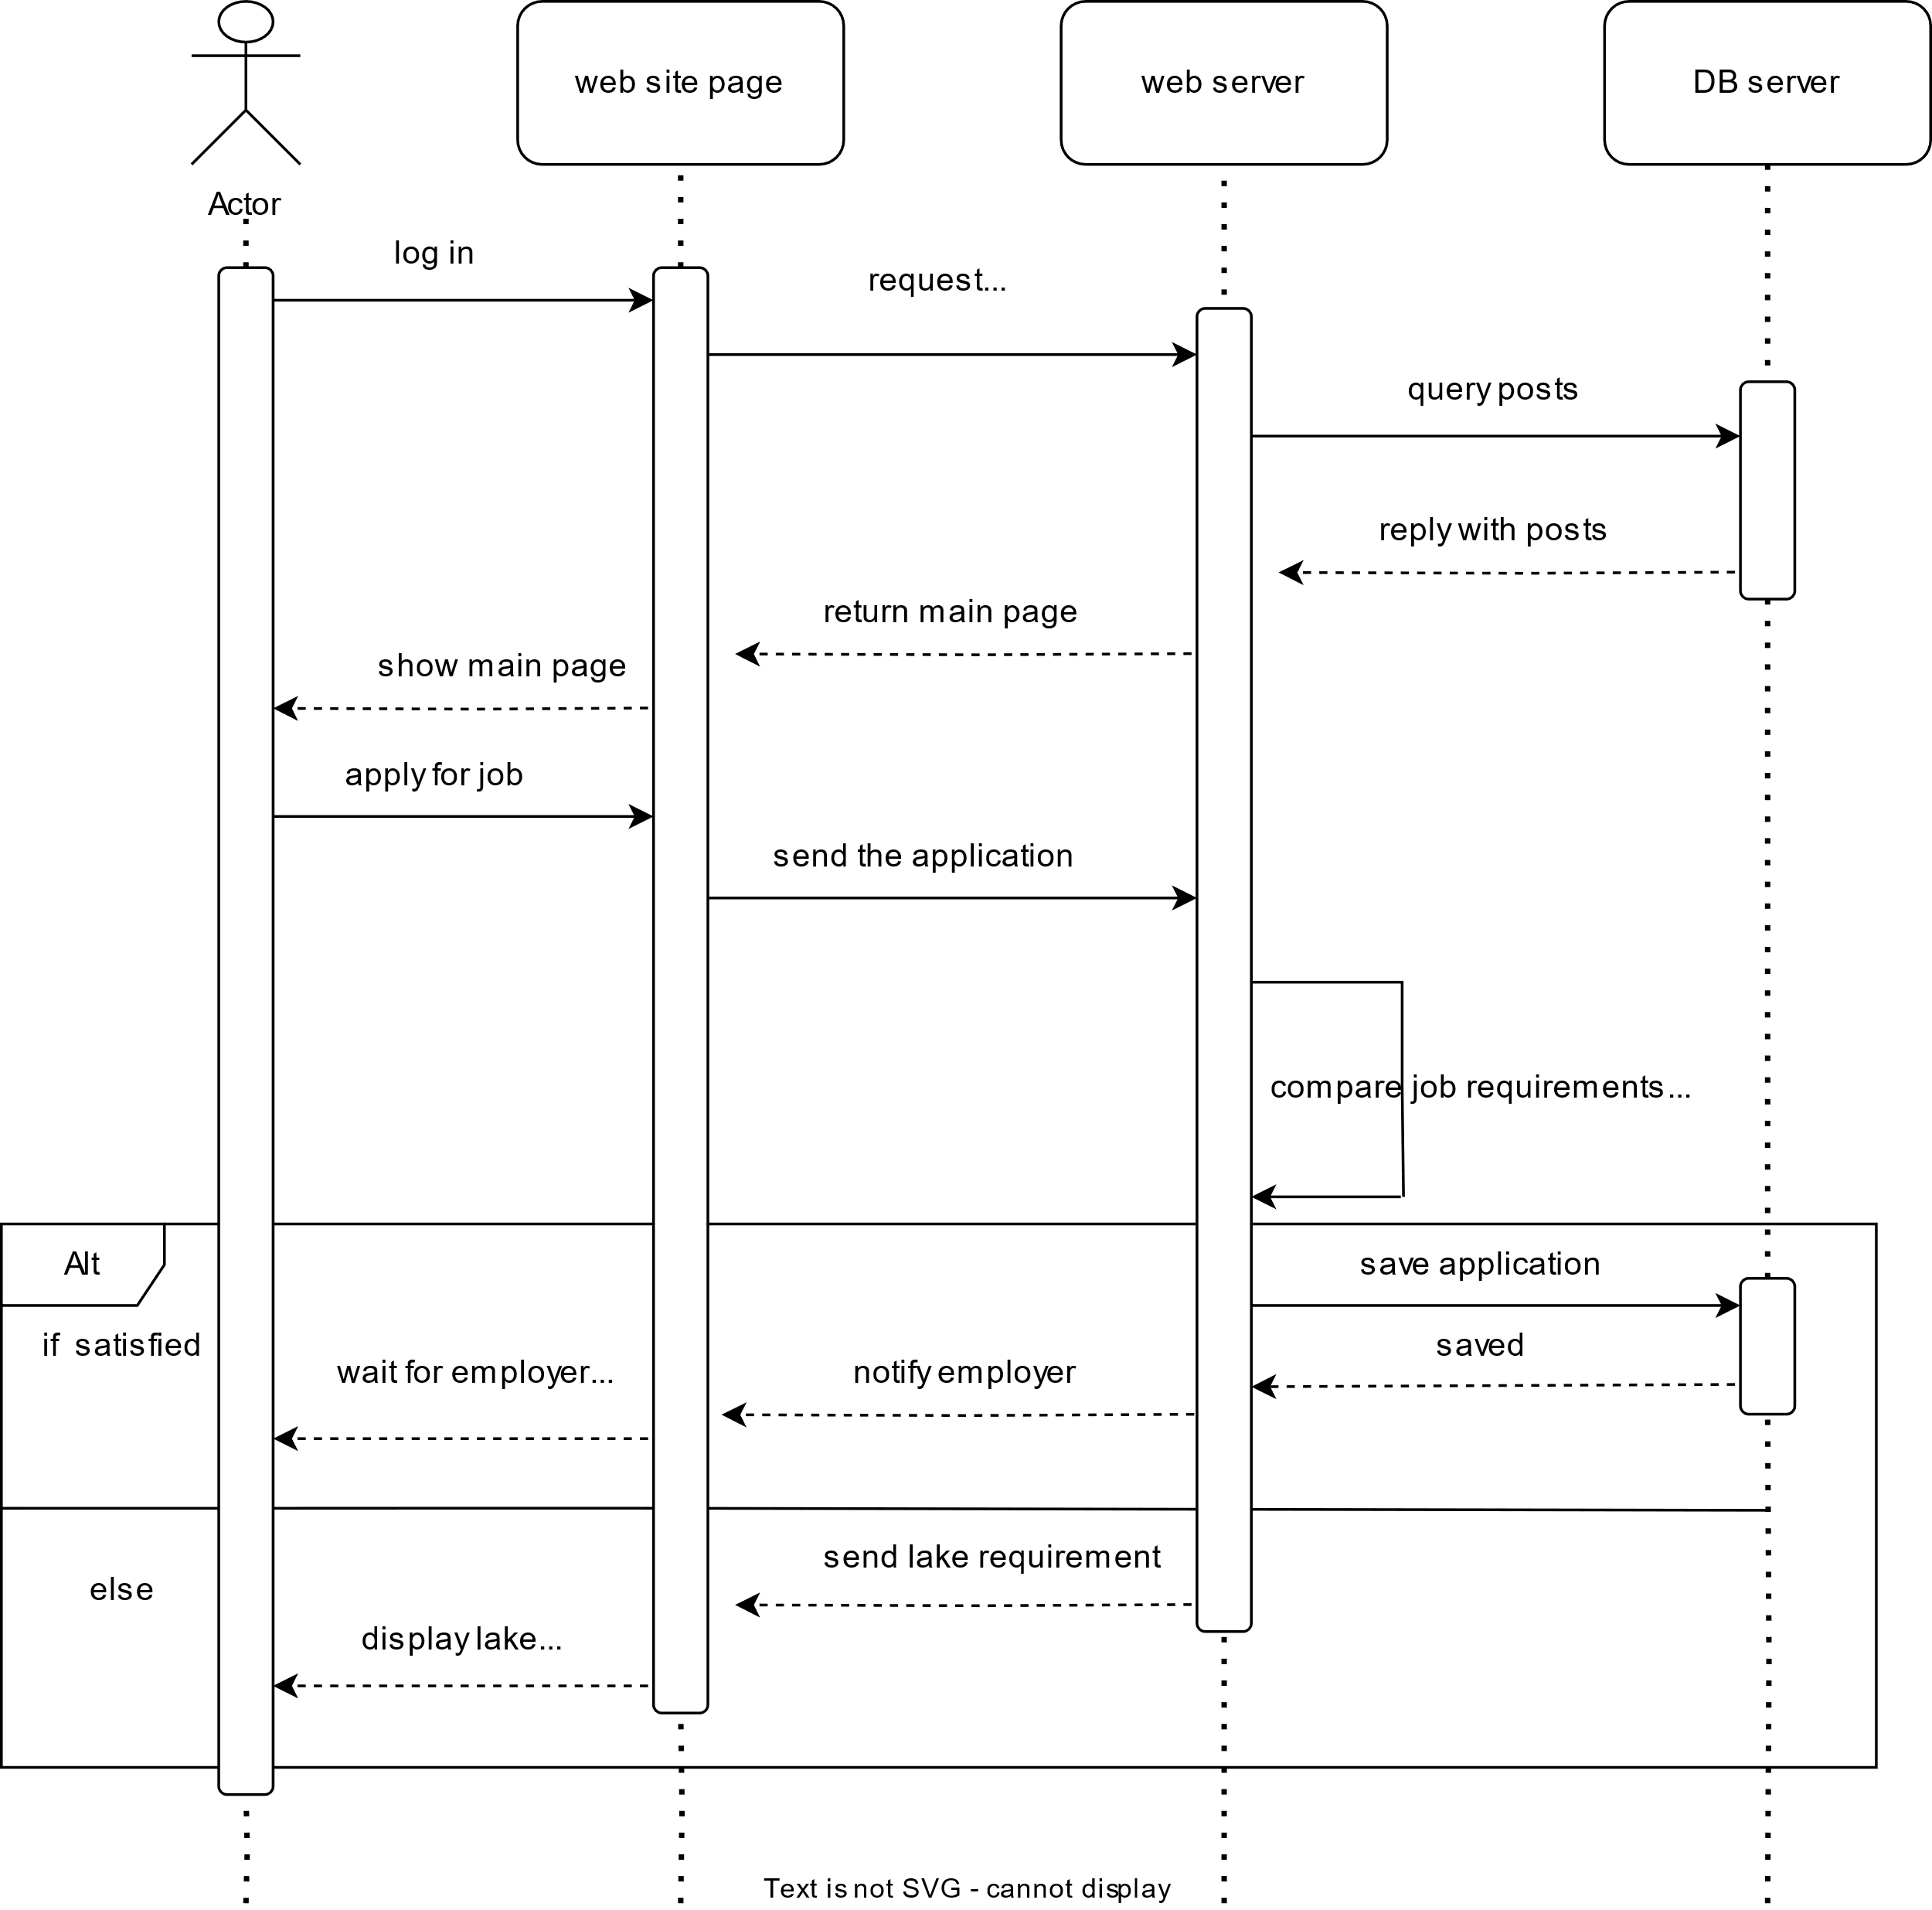 web site page
web server
DB server
Actor
log in
request...
query posts
reply with posts
return main page
show main page
apply for job
send the application
compare job requirements...
Alt
save application
if satisfied
saved
wait for employer...
notify employer
send lake requirement
else
display lake...
Text is not SVG - cannot display